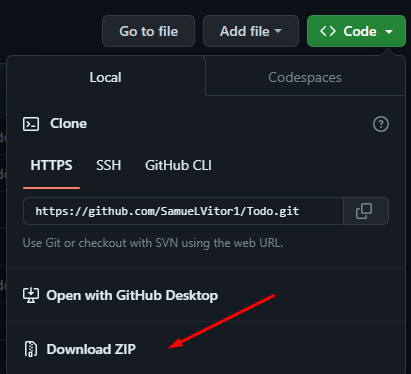 Go to file Add file <> Code
Local Codespaces
Clone
HTTPS SSH GitHub CLI
https://github.com/SamueLVitor1/Todo.git
Use Git or checkout with SVN using the web URL.
Open with GitHub Desktop
Download ZIP